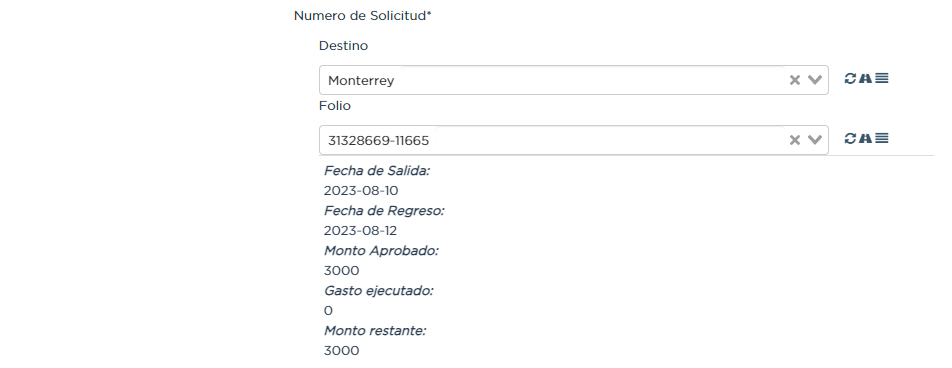 Numero de Solicitud*
Destino
Monterrey
Folio
31328669-11665
Fecha de Salida:
2023-08-10
Fecha de Regreso:
2023-08-12
Monto Aprobado:
3000
Gasto ejecutado:
0
Monto restante:
3000